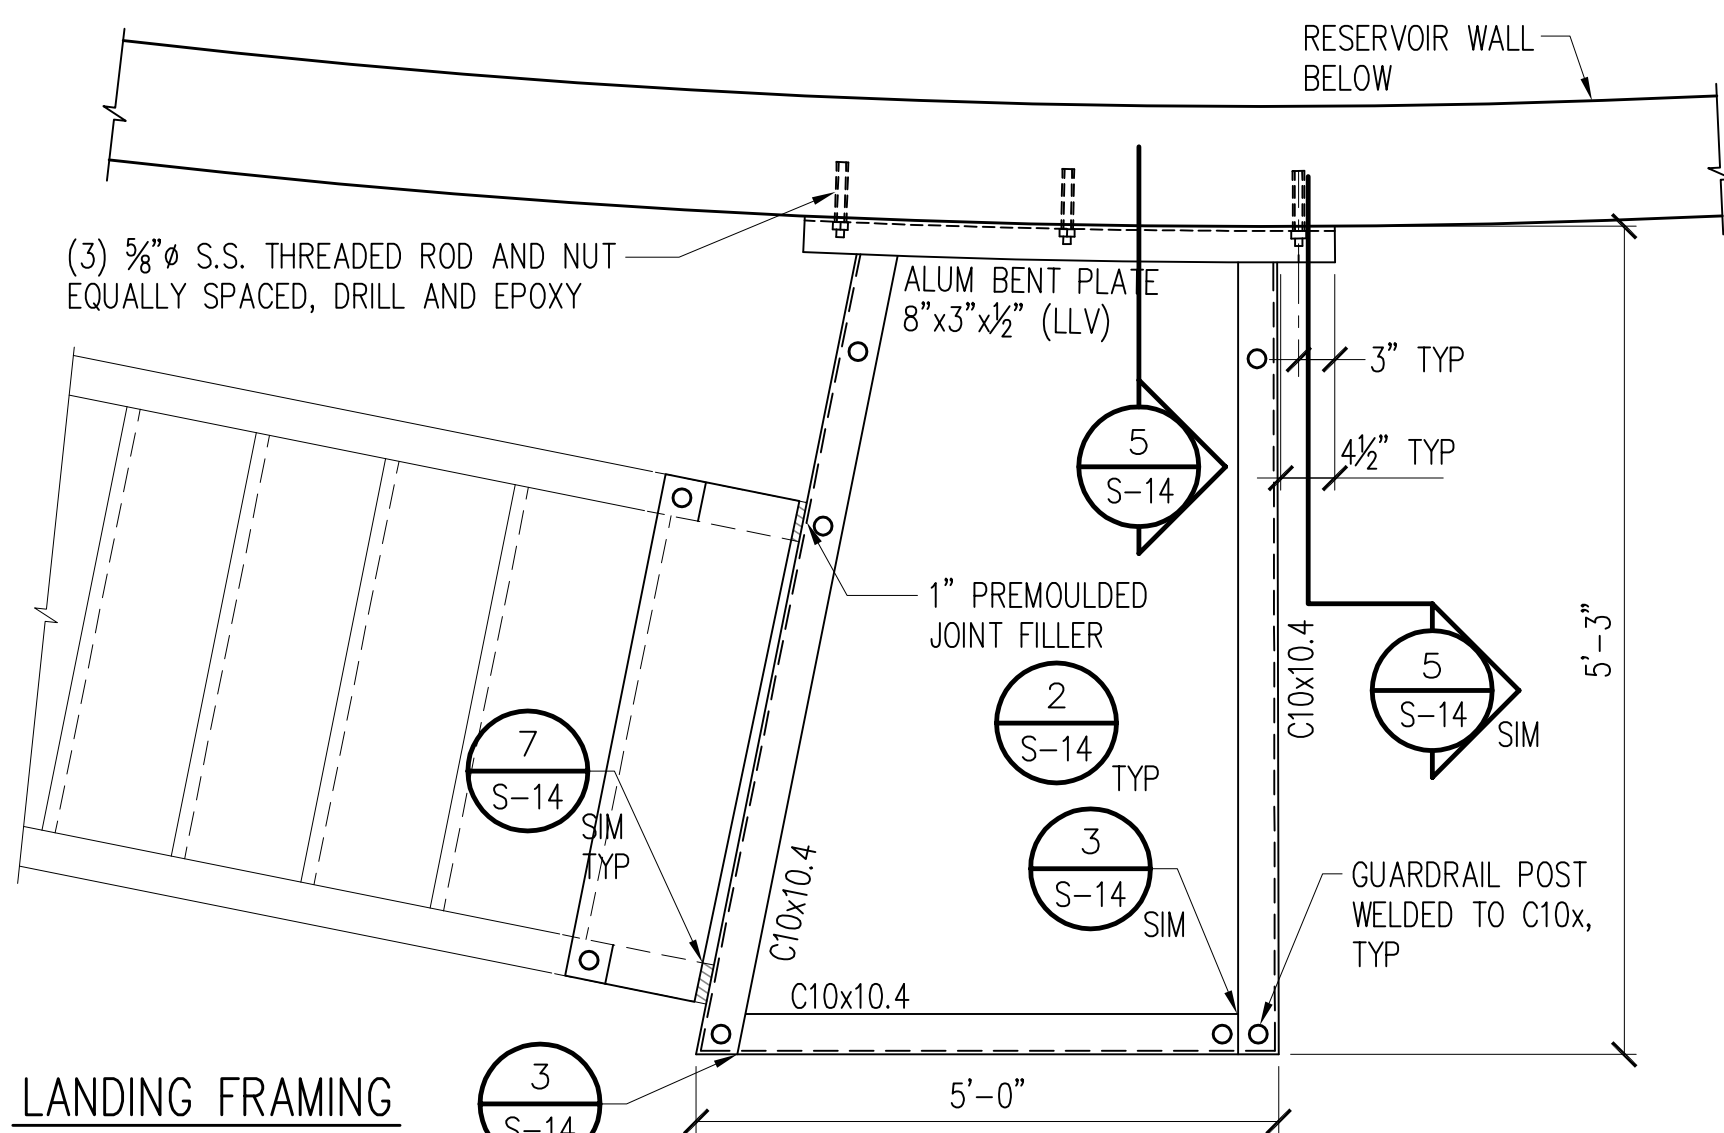 RESERVOIR WALL
BELOW
(3) 5/8"ø S.S. THREADED ROD AND NUT
EQUALLY SPACED, DRILL AND EPOXY
ALUM BENT PLATE
8"x3"x1/2" (LLV)
3" TYP
5
S-14
4 1/2" TYP
1" PREMOULDED
JOINT FILLER
5'-3"
C10x10.4
5
S-14
SIM
2
S-14
TYP
7
S-14
SIM
TYP
3
S-14
SIM
C10x10.4
GUARDRAIL POST
WELDED TO C10x,
TYP
C10x10.4
3
S-14
5'-0"
LANDING FRAMING